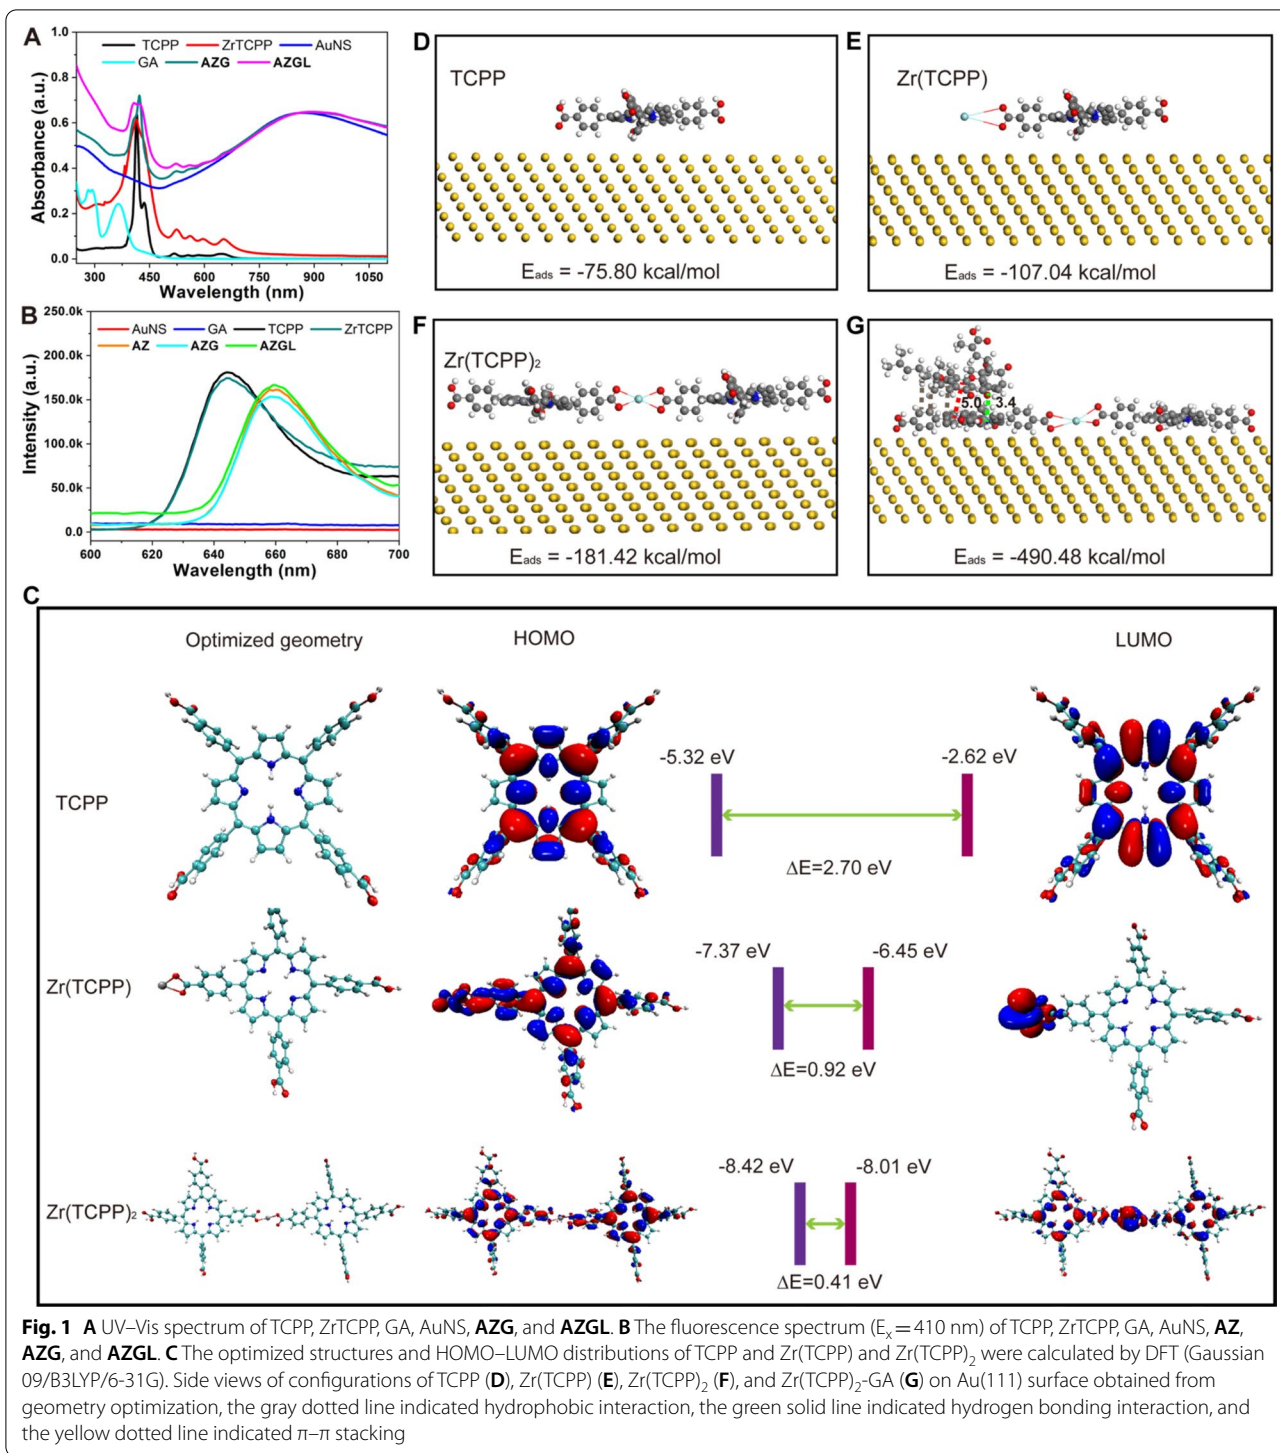 A
1.0
0.8
0.6
0.4
0.2
0.0
Absorbance (a.u.)
TCPP ZrTCPP AuNS
GA AZG AZGL
300 450 600 750 900 1050
Wavelength (nm)
B
250.0k
200.0k
150.0k
100.0k
50.0k
0.0
Intensity (a.u.)
AuNS GA TCPP ZrTCPP
AZ AZG AZGL
600 620 640 660 680 700
Wavelength (nm)
D
TCPP
Eads = -75.80 kcal/mol
E
Zr(TCPP)
Eads = -107.04 kcal/mol
F
Zr(TCPP)₂
Eads = -181.42 kcal/mol
G
5.0 3.4
Eads = -490.48 kcal/mol
C
Optimized geometry HOMO LUMO
TCPP
-5.32 eV -2.62 eV
ΔE=2.70 eV
Zr(TCPP)
-7.37 eV -6.45 eV
ΔE=0.92 eV
Zr(TCPP)₂
-8.42 eV -8.01 eV
ΔE=0.41 eV
Fig. 1 A UV–Vis spectrum of TCPP, ZrTCPP, GA, AuNS, AZG, and AZGL. B The fluorescence spectrum (Eₓ = 410 nm) of TCPP, ZrTCPP, GA, AuNS, AZ,
AZG, and AZGL. C The optimized structures and HOMO–LUMO distributions of TCPP and Zr(TCPP) and Zr(TCPP)₂ were calculated by DFT (Gaussian
09/B3LYP/6-31G). Side views of configurations of TCPP (D), Zr(TCPP) (E), Zr(TCPP)₂ (F), and Zr(TCPP)₂-GA (G) on Au(111) surface obtained from
geometry optimization, the gray dotted line indicated hydrophobic interaction, the green solid line indicated hydrogen bonding interaction, and
the yellow dotted line indicated π–π stacking